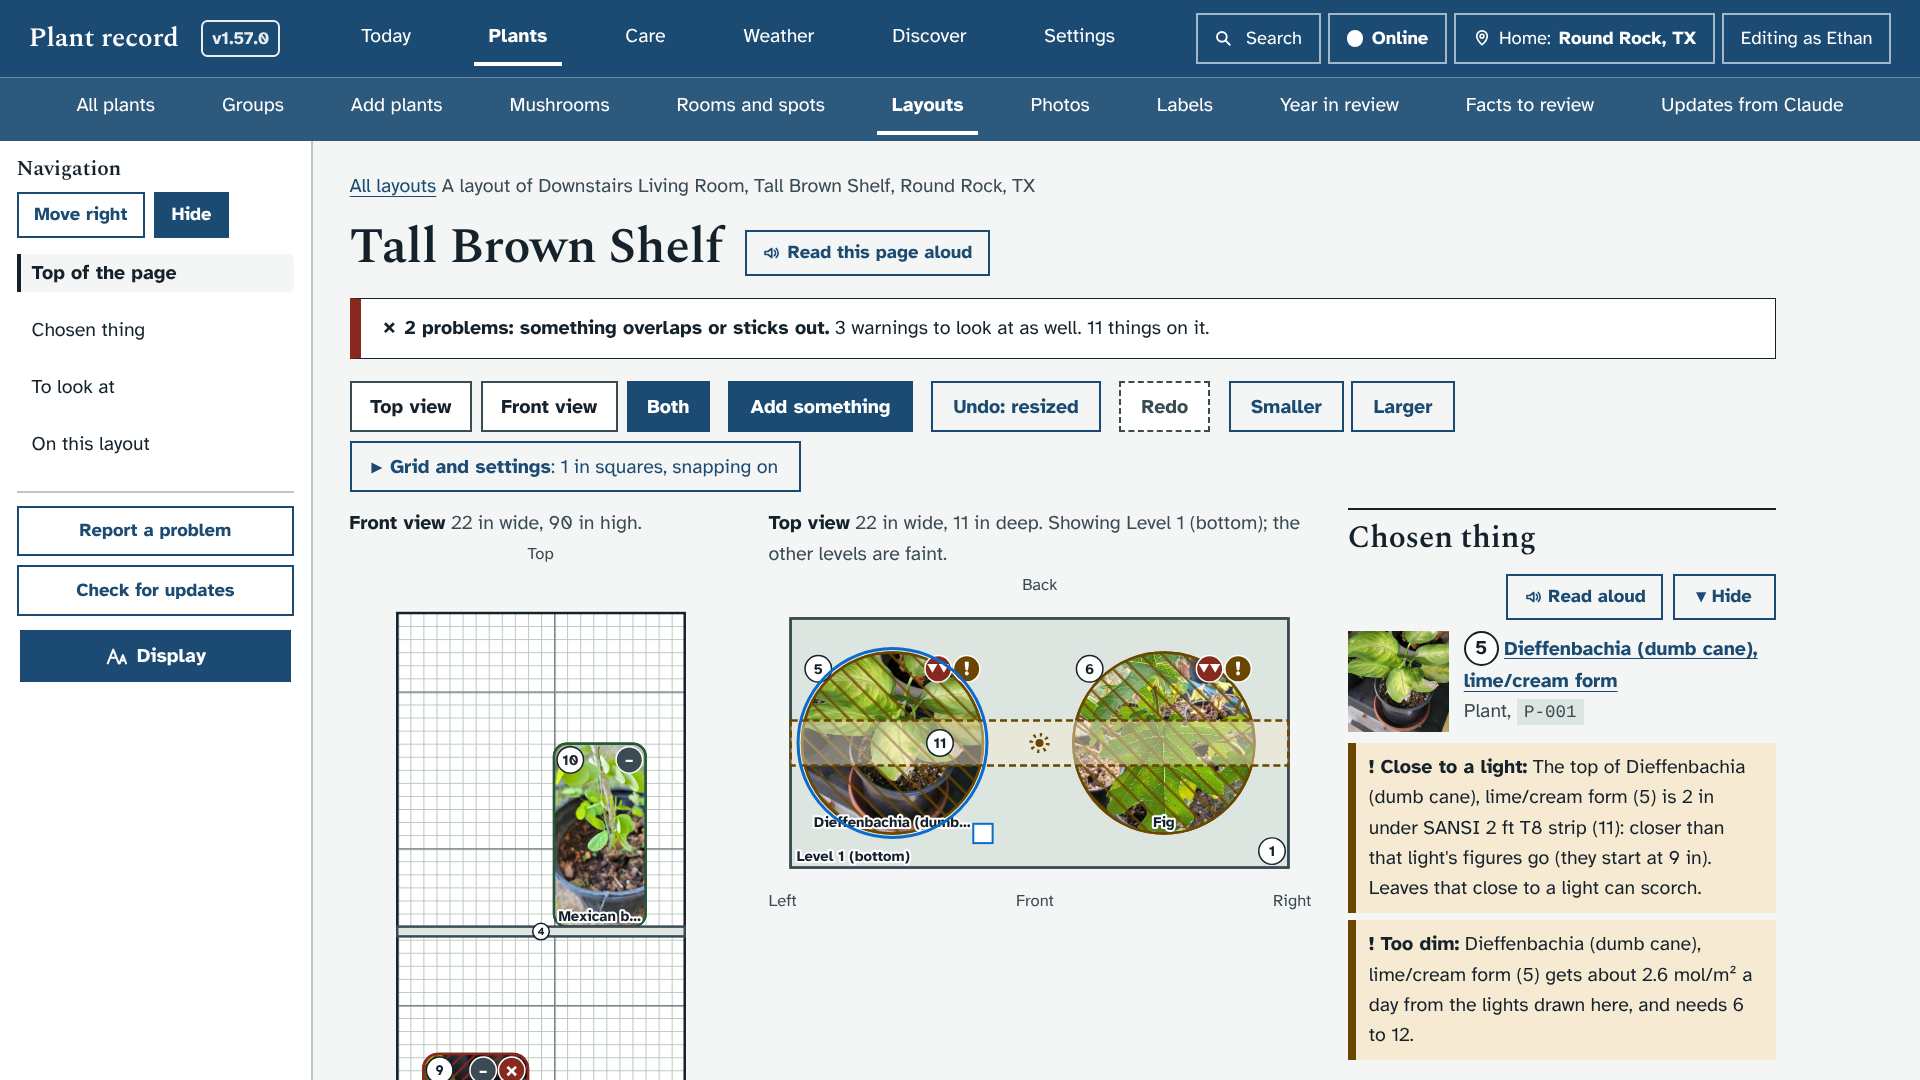 Plant record v1.57.0 Today Plants Care Weather Discover Settings Search Online Home: Round Rock, TX Editing as Ethan
All plants Groups Add plants Mushrooms Rooms and spots Layouts Photos Labels Year in review Facts to review Updates from Claude
Navigation
Move right Hide
Top of the page
Chosen thing
To look at
On this layout
Report a problem
Check for updates
Display
All layouts A layout of Downstairs Living Room, Tall Brown Shelf, Round Rock, TX
Tall Brown Shelf Read this page aloud
× 2 problems: something overlaps or sticks out. 3 warnings to look at as well. 11 things on it.
Top view Front view Both Add something Undo: resized Redo Smaller Larger
▶ Grid and settings: 1 in squares, snapping on
Front view 22 in wide, 90 in high.
Top
10 –
Mexican b...
4
9 – ×
Top view 22 in wide, 11 in deep. Showing Level 1 (bottom); the
other levels are faint.
Back
5 ! 6 !
11
Dieffenbachia (dumb... Fig
Level 1 (bottom) 1
Left Front Right
Chosen thing
Read aloud ▼ Hide
5 Dieffenbachia (dumb cane),
lime/cream form
Plant, P-001
! Close to a light: The top of Dieffenbachia
(dumb cane), lime/cream form (5) is 2 in
under SANSI 2 ft T8 strip (11): closer than
that light's figures go (they start at 9 in).
Leaves that close to a light can scorch.
! Too dim: Dieffenbachia (dumb cane),
lime/cream form (5) gets about 2.6 mol/m² a
day from the lights drawn here, and needs 6
to 12.